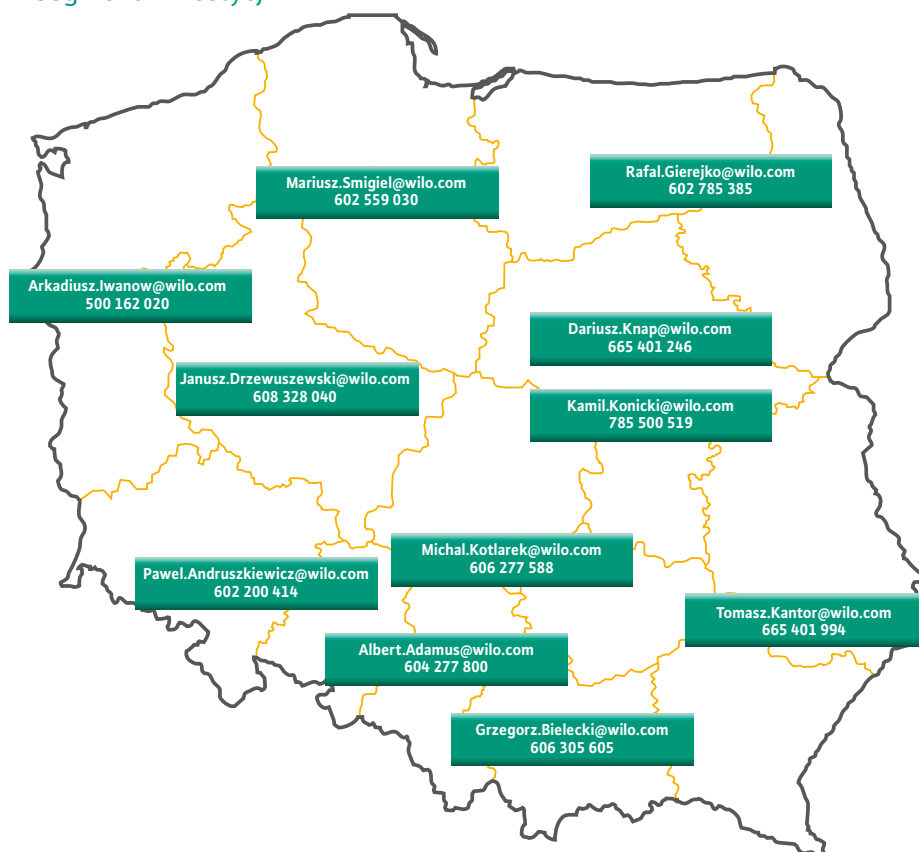 Mariusz.Smigiel@wilo.com
602 559 030
Rafal.Gierejko@wilo.com
602 785 385
Arkadiusz.Iwanow@wilo.com
500 162 020
Dariusz.Knap@wilo.com
665 401 246
Janusz.Drzewuszewski@wilo.com
608 328 040
Kamil.Konicki@wilo.com
785 500 519
Michal.Kotlarek@wilo.com
606 277 588
Pawel.Andruszkiewicz@wilo.com
602 200 414
Tomasz.Kantor@wilo.com
665 401 994
Albert.Adamus@wilo.com
604 277 800
Grzegorz.Bielecki@wilo.com
606 305 605